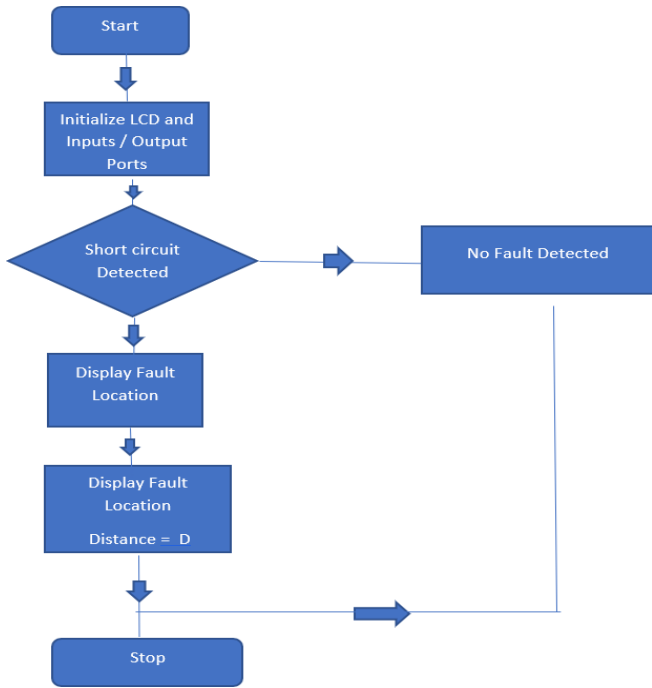 Start
Initialize LCD and
Inputs / Output
Ports
Short circuit
Detected
No Fault Detected
Display Fault
Location
Display Fault
Location
Distance = D
Stop